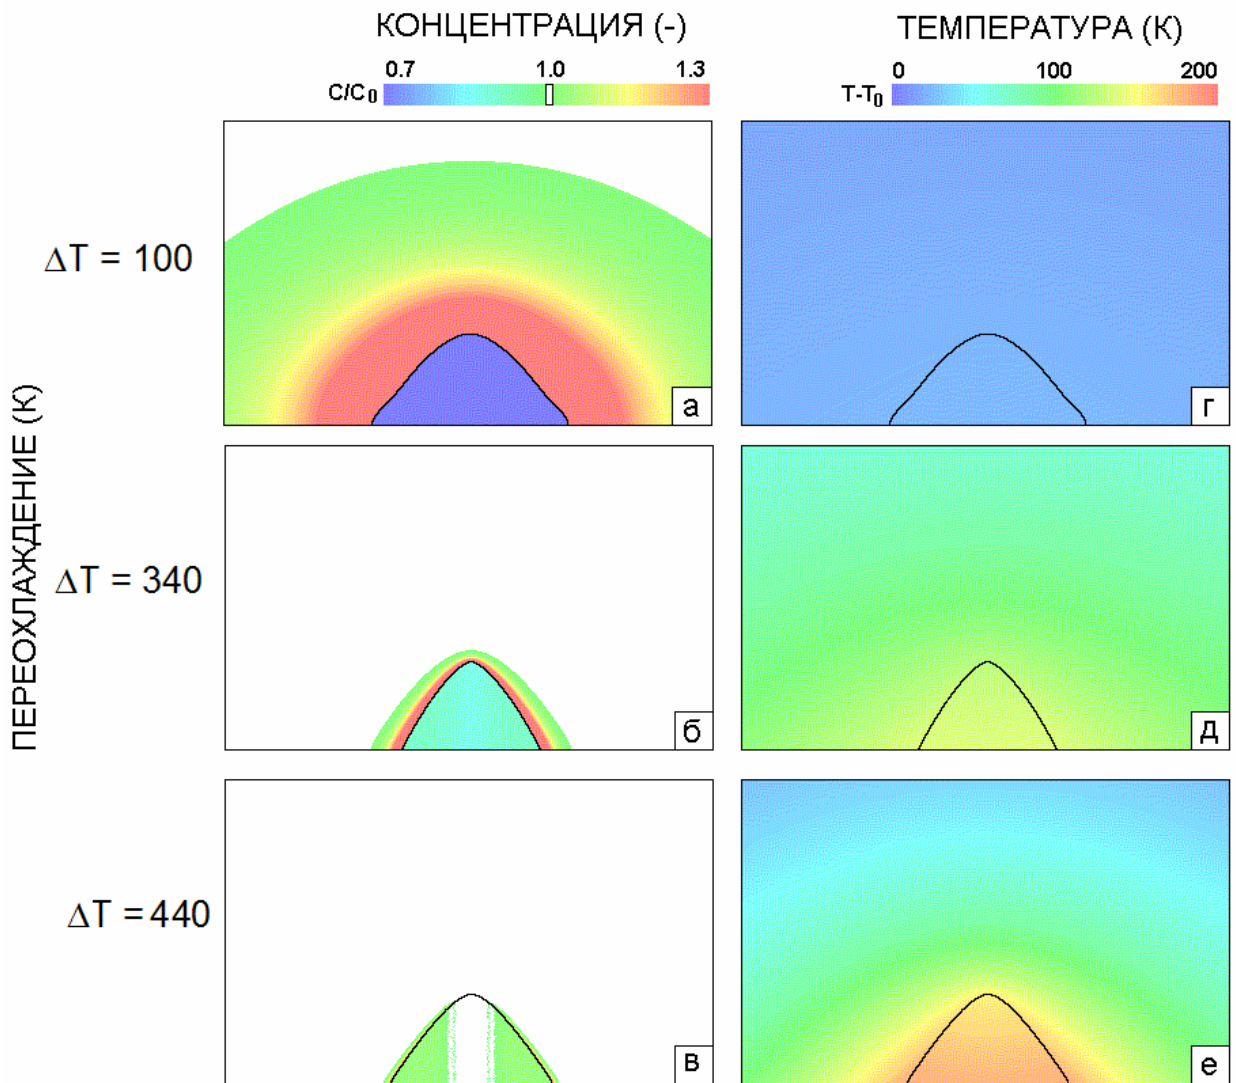 КОНЦЕНТРАЦИЯ (-)
ТЕМПЕРАТУРА (К)
0.7 1.0 1.3
C/C0
0 100 200
T-T0
ПЕРЕОХЛАЖДЕНИЕ (К)
ΔT = 100
а
г
ΔT = 340
б
д
ΔT = 440
в
е